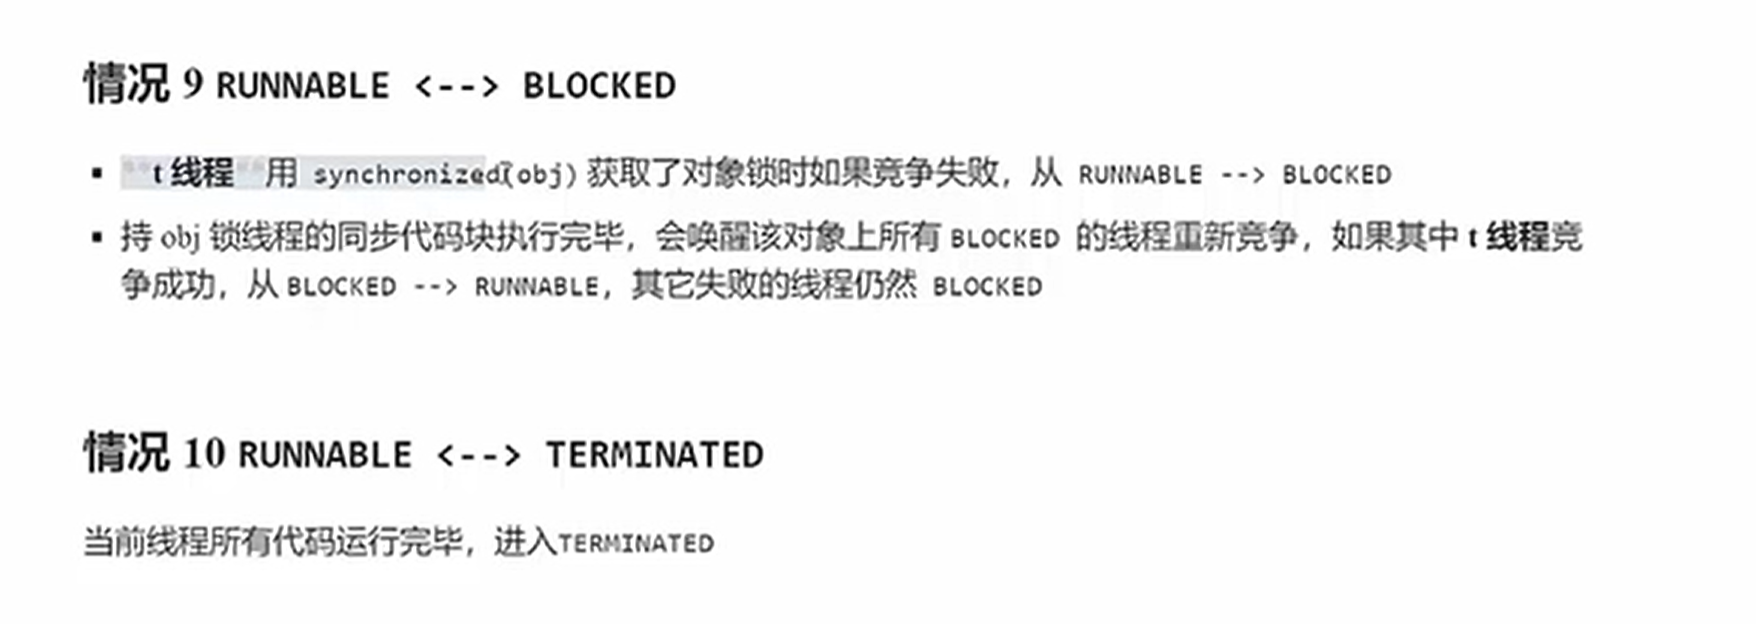 情况 9 RUNNABLE <--> BLOCKED
▪ t 线程 用 synchronized(obj) 获取了对象锁时如果竞争失败，从 RUNNABLE --> BLOCKED
▪ 持 obj 锁线程的同步代码块执行完毕，会唤醒该对象上所有 BLOCKED 的线程重新竞争，如果其中 t 线程竞
争成功，从 BLOCKED --> RUNNABLE，其它失败的线程仍然 BLOCKED
情况 10 RUNNABLE <--> TERMINATED
当前线程所有代码运行完毕，进入TERMINATED